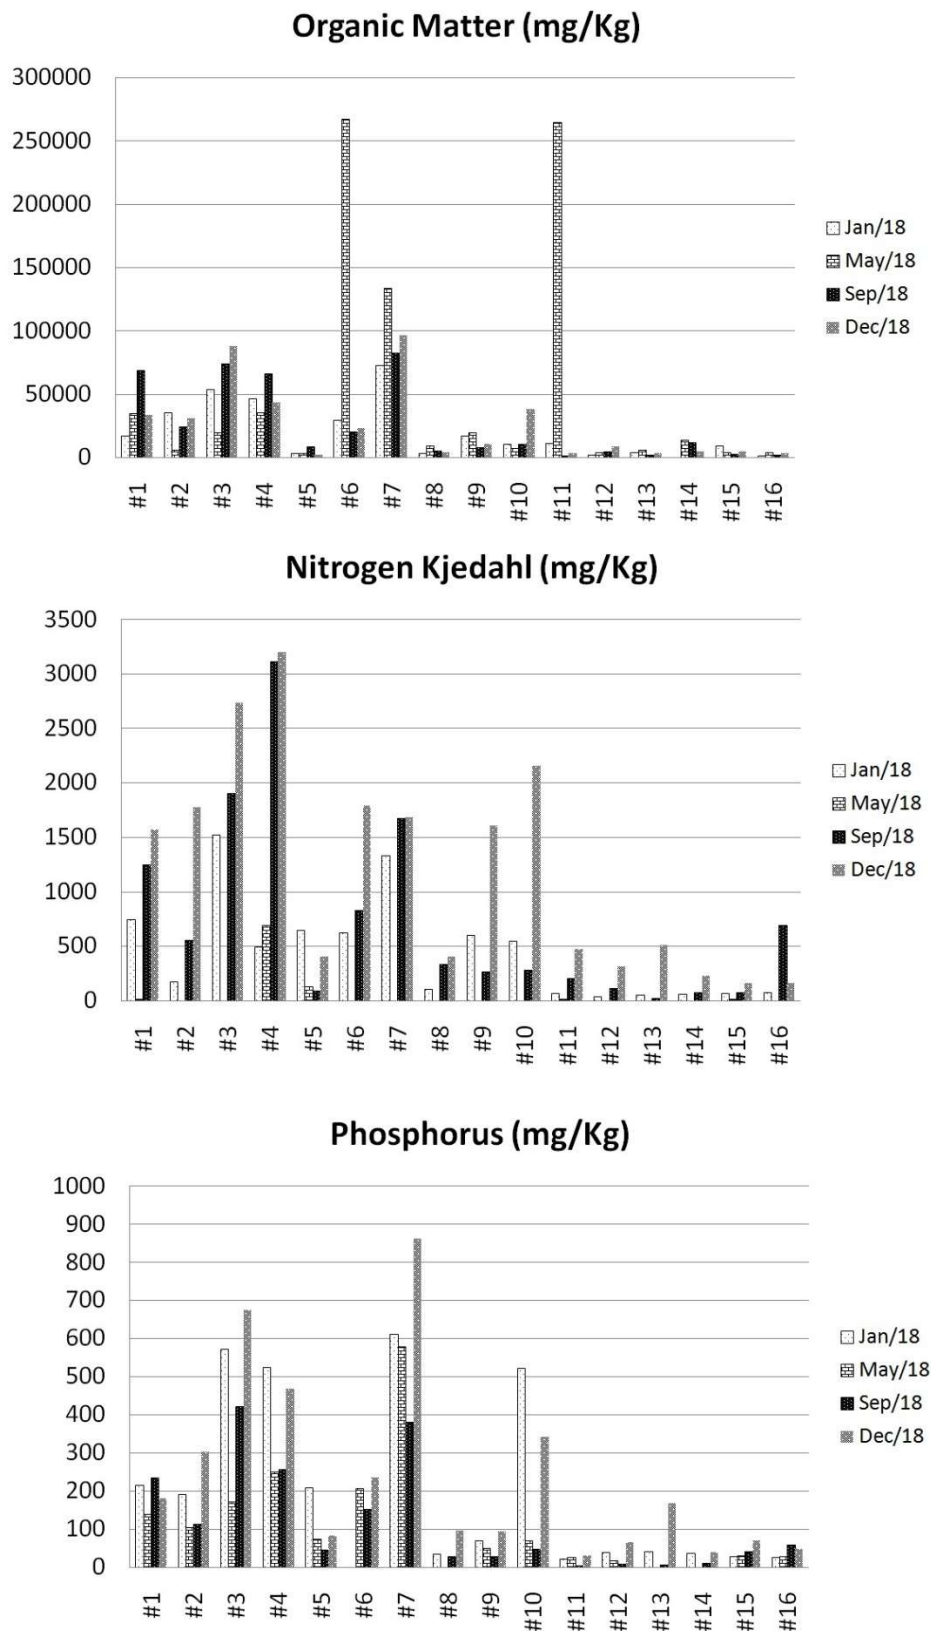 Organic Matter (mg/Kg)
300000
250000
200000
150000
100000
50000
0
#1 #2 #3 #4 #5 #6 #7 #8 #9 #10 #11 #12 #13 #14 #15 #16
Jan/18
May/18
Sep/18
Dec/18
Nitrogen Kjedahl (mg/Kg)
3500
3000
2500
2000
1500
1000
500
0
#1 #2 #3 #4 #5 #6 #7 #8 #9 #10 #11 #12 #13 #14 #15 #16
Jan/18
May/18
Sep/18
Dec/18
Phosphorus (mg/Kg)
1000
900
800
700
600
500
400
300
200
100
0
#1 #2 #3 #4 #5 #6 #7 #8 #9 #10 #11 #12 #13 #14 #15 #16
Jan/18
May/18
Sep/18
Dec/18